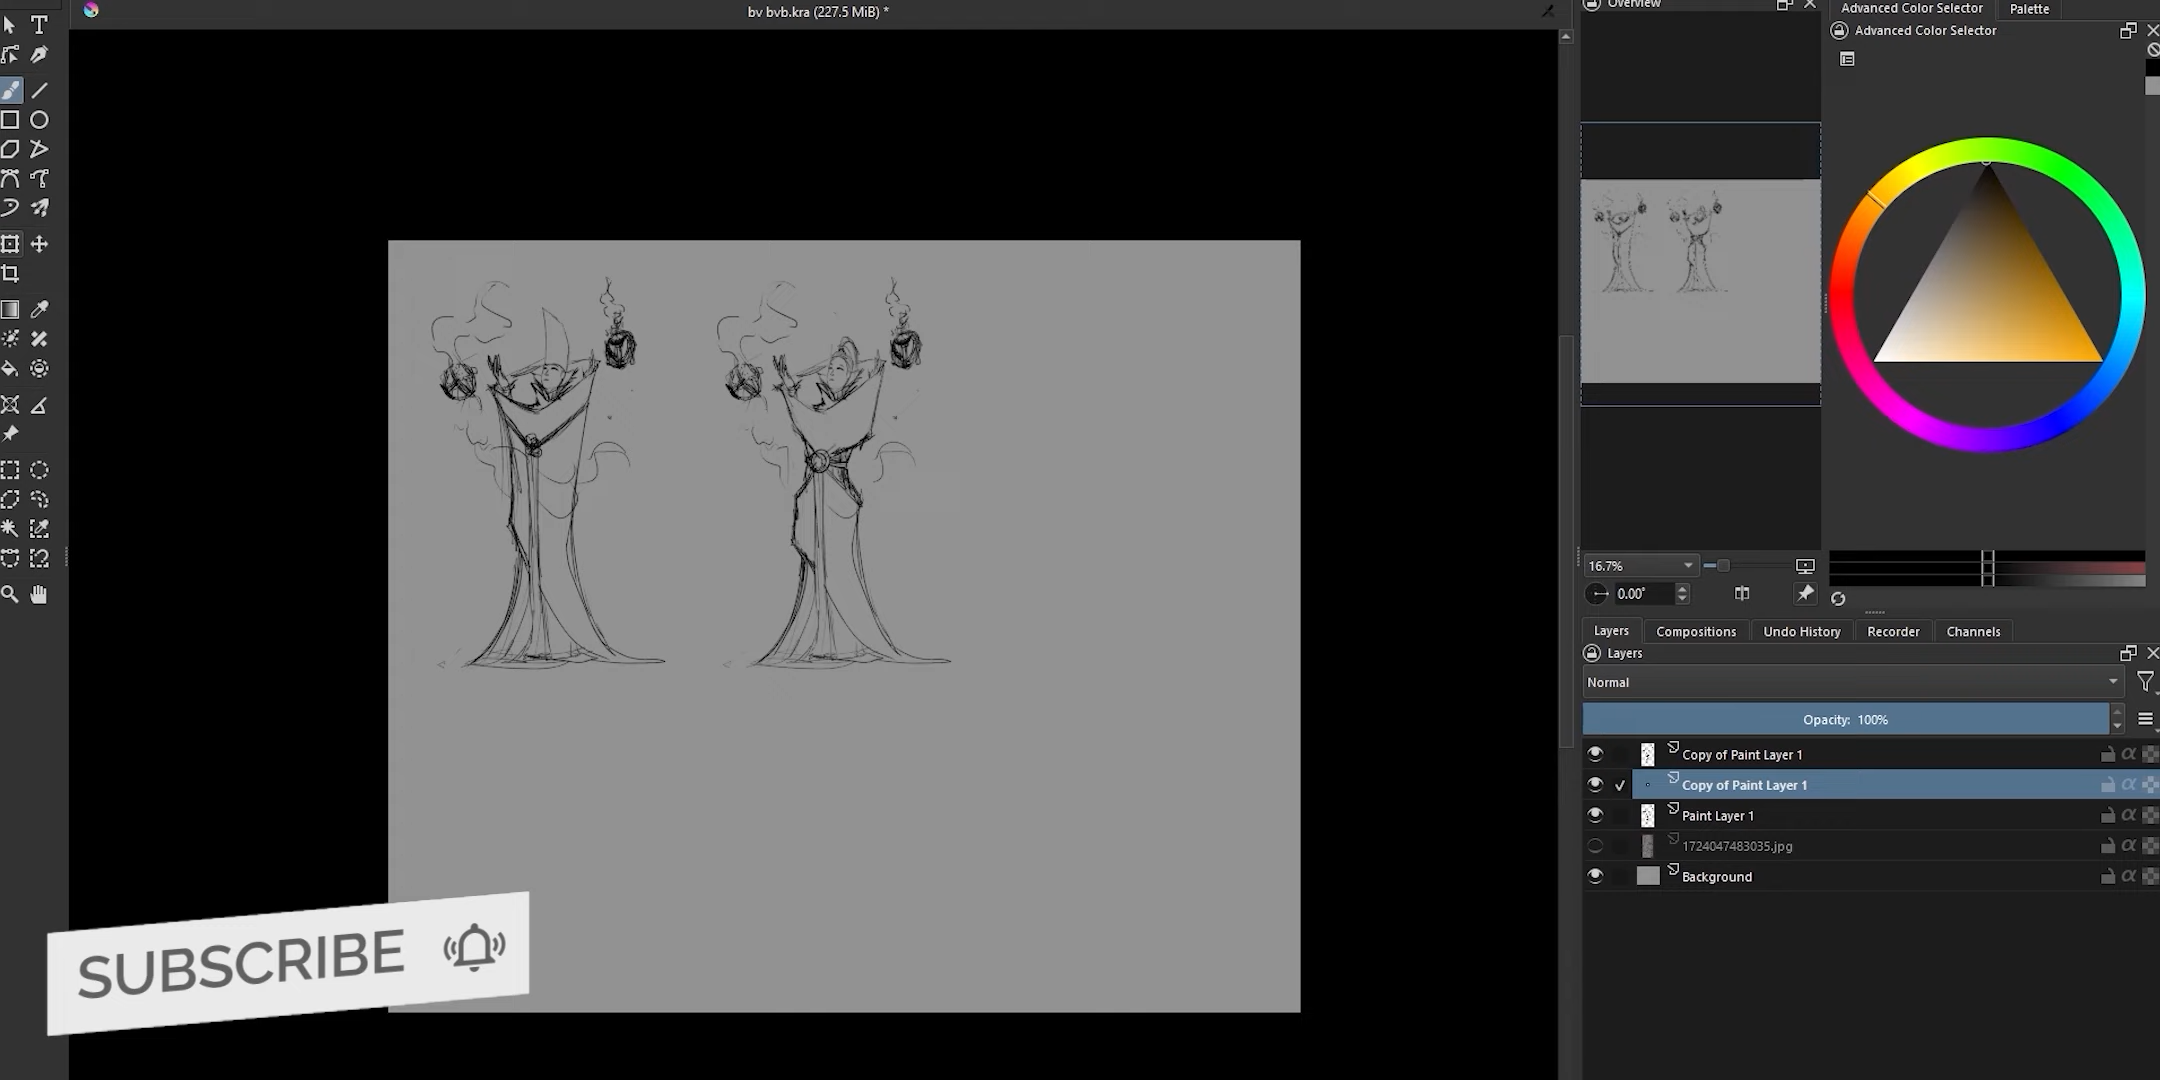 bv bvb.kra (227.5 MiB) *
Overview
Advanced Color Selector
Palette
Advanced Color Selector
16.7%
0.00°
Layers
Compositions
Undo History
Recorder
Channels
Layers
Normal
Opacity: 100%
Copy of Paint Layer 1
Copy of Paint Layer 1
Paint Layer 1
1724047483035.jpg
Background
SUBSCRIBE